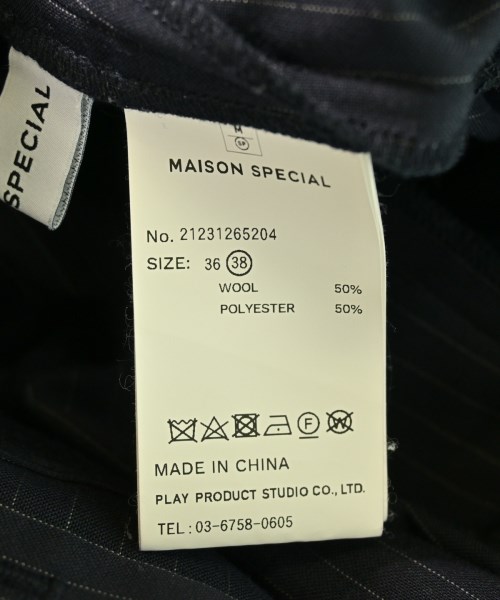 SPECIAL
M
SP
MAISON SPECIAL
No. 21231265204
SIZE: 36 38
WOOL 50%
POLYESTER 50%
F W
MADE IN CHINA
PLAY PRODUCT STUDIO CO., LTD.
TEL : 03-6758-0605